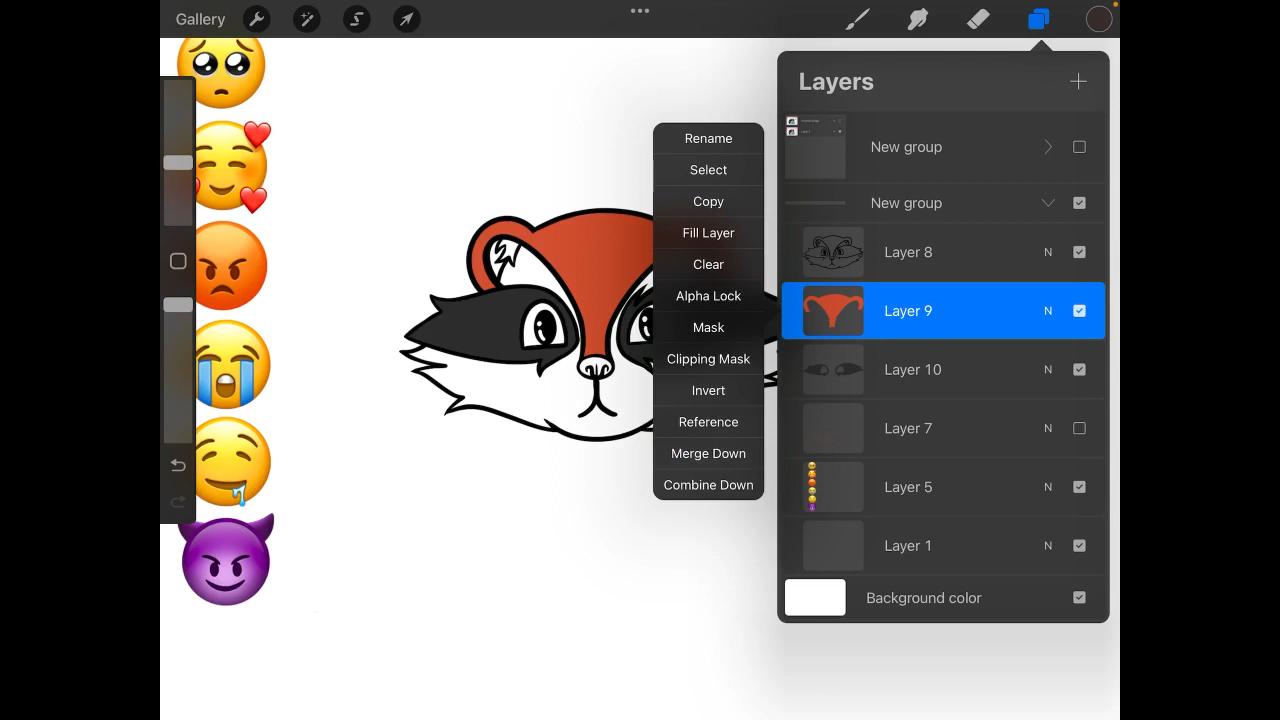 Gallery
Layers
New group
New group
Layer 8 N
Layer 9 N
Layer 10 N
Layer 7 N
Layer 5 N
Layer 1 N
Background color
Rename
Select
Copy
Fill Layer
Clear
Alpha Lock
Mask
Clipping Mask
Invert
Reference
Merge Down
Combine Down